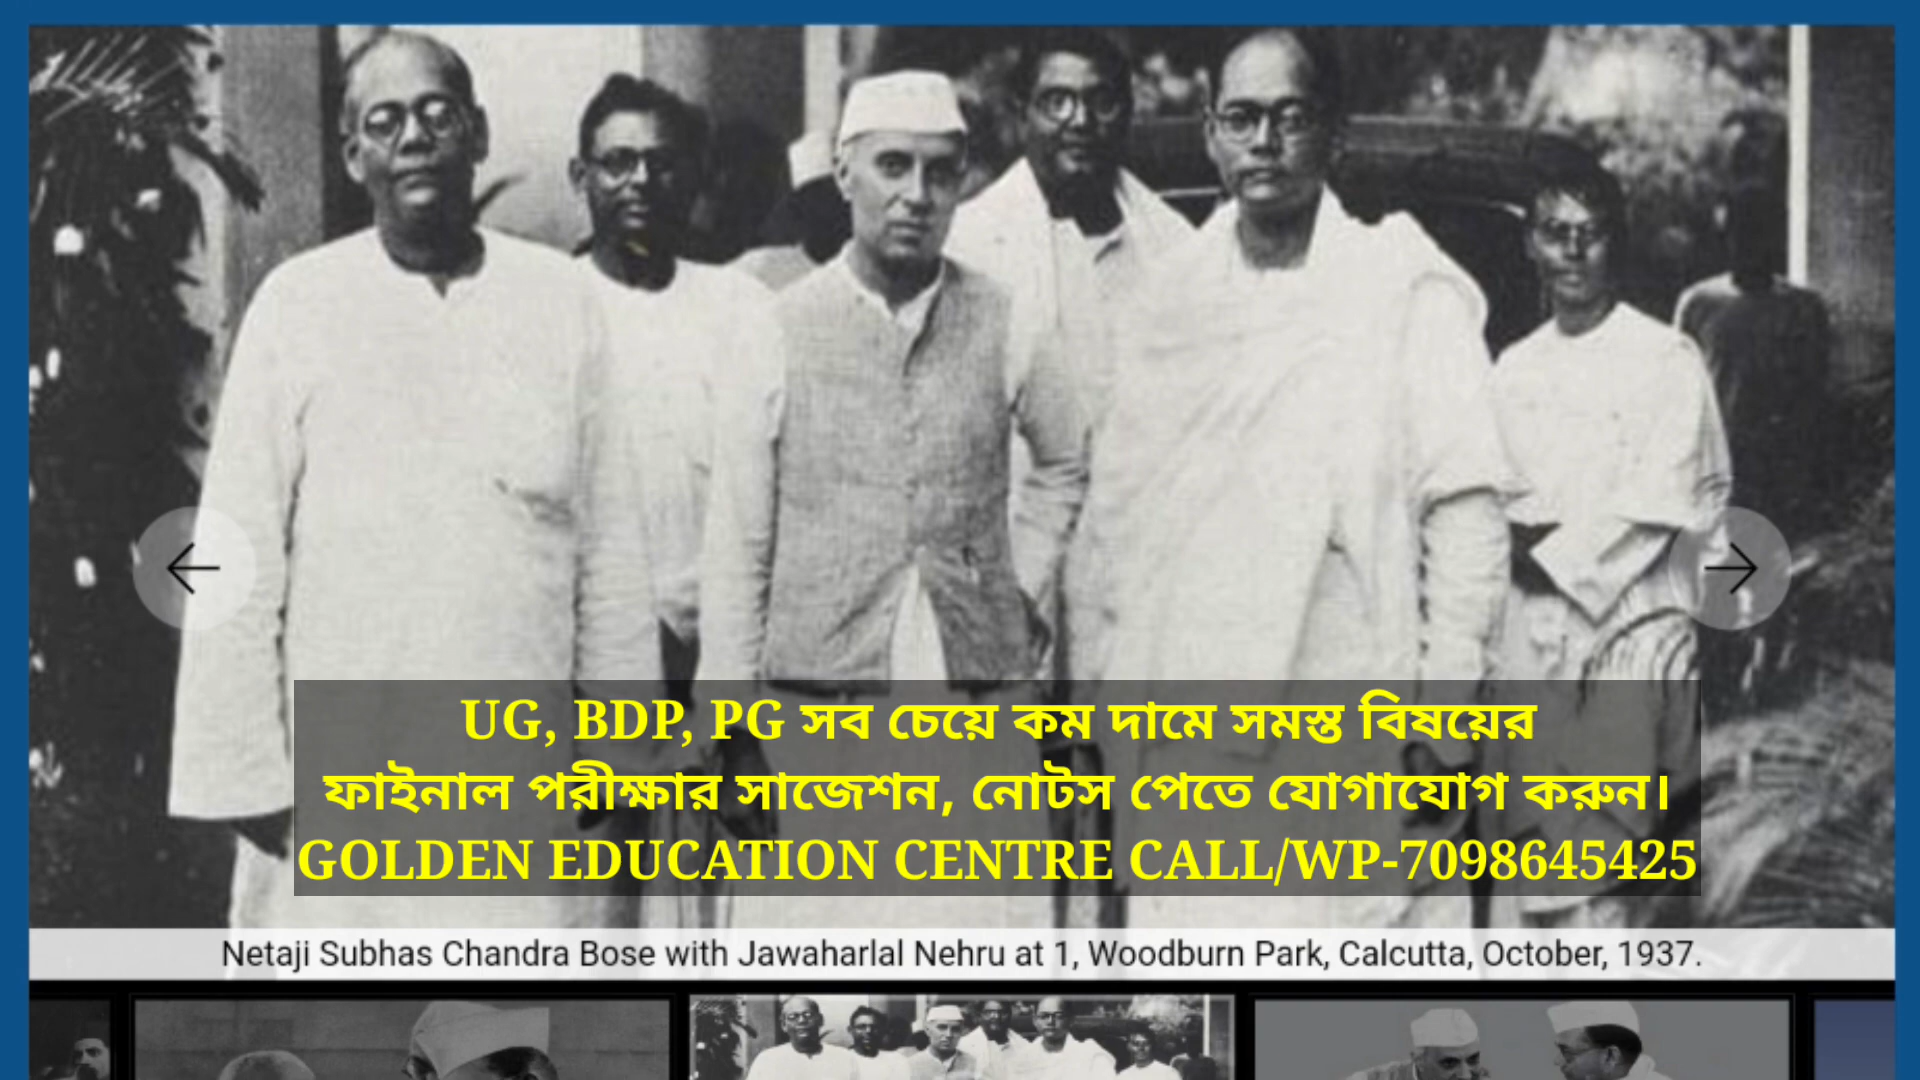 UG, BDP, PG সব চেয়ে কম দামে সমস্ত বিষয়ের
ফাইনাল পরীক্ষার সাজেশন, নোটস পেতে যোগাযোগ করুন।
GOLDEN EDUCATION CENTRE CALL/WP-7098645425
Netaji Subhas Chandra Bose with Jawaharlal Nehru at 1, Woodburn Park, Calcutta, October, 1937.